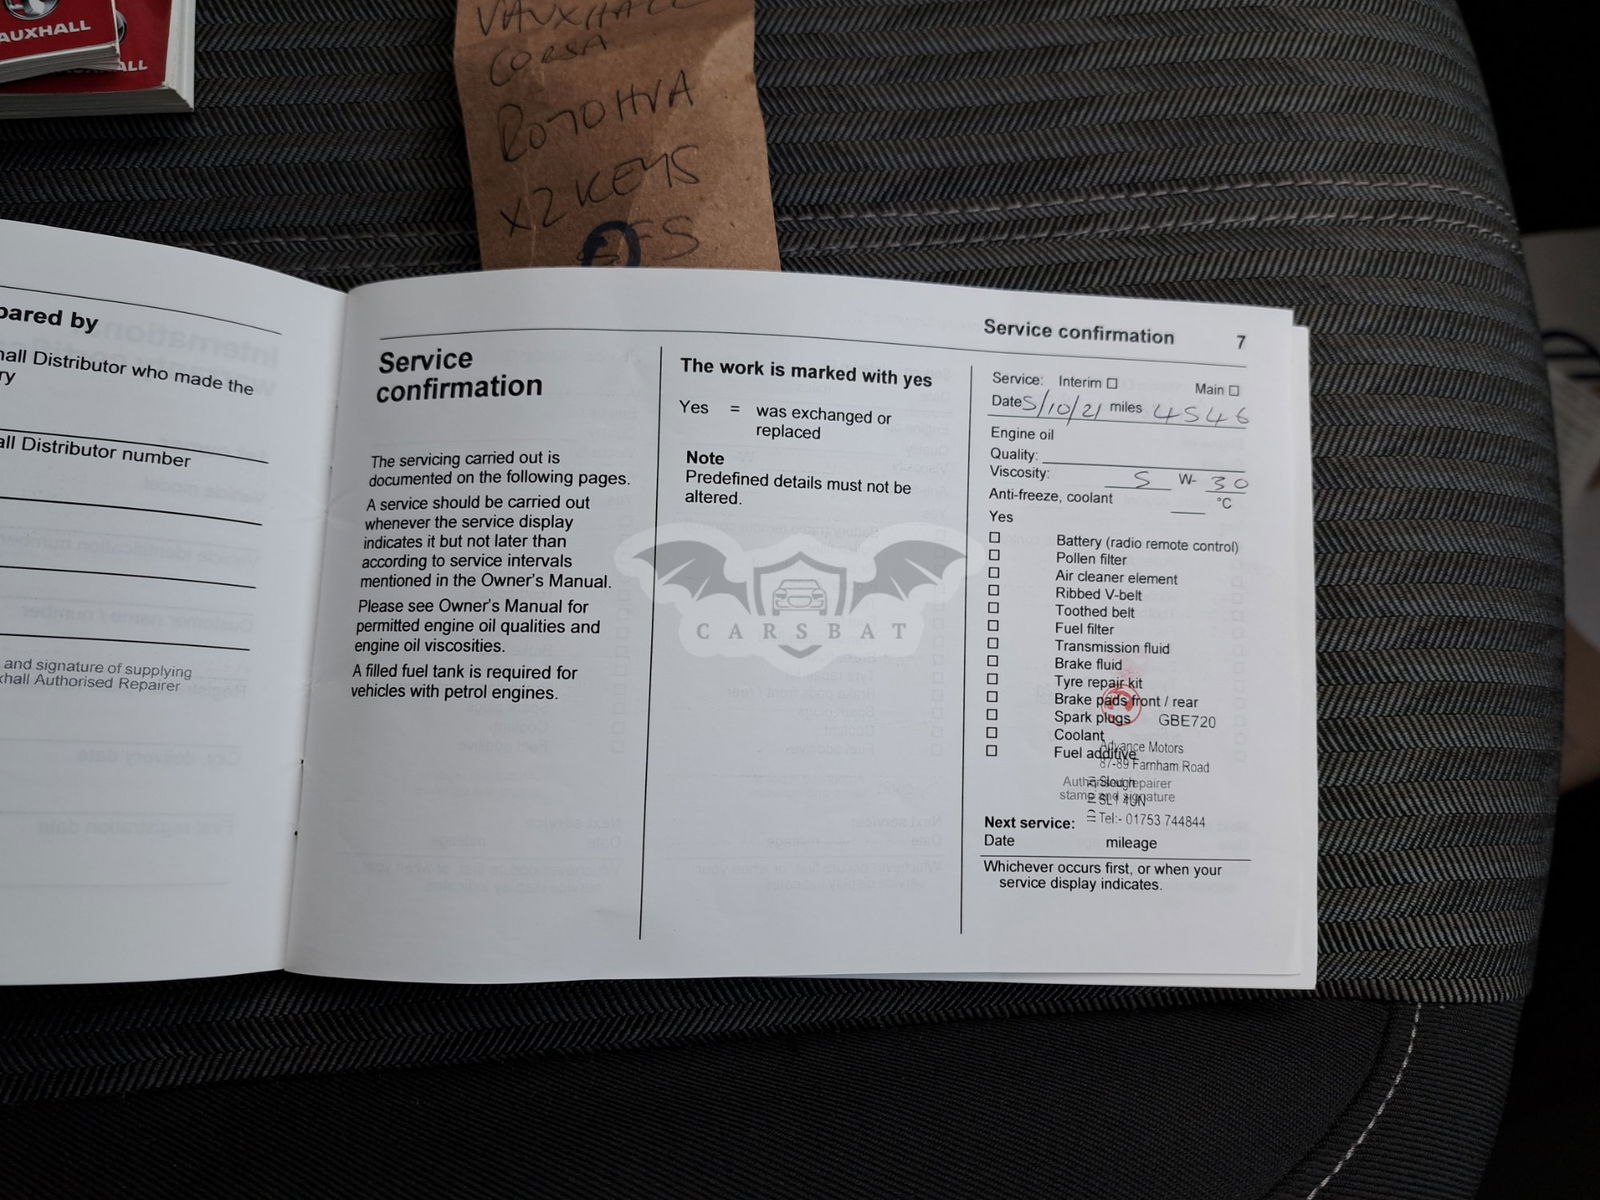 AUXHALL
VAUXHALL
CORSA
RO70HVA
X2 KEYS
pared by
hall Distributor who made the
ry
all Distributor number
and signature of supplying
xhall Authorised Repairer
Service confirmation 7
Service
confirmation
The servicing carried out is
documented on the following pages.
A service should be carried out
whenever the service display
indicates it but not later than
according to service intervals
mentioned in the Owner's Manual.
Please see Owner's Manual for
permitted engine oil qualities and
engine oil viscosities.
A filled fuel tank is required for
vehicles with petrol engines.
The work is marked with yes
Yes = was exchanged or
replaced
Note
Predefined details must not be
altered.
CARSBAT
Service: Interim ☐ Main ☐
Date 5/10/21 miles 4546
Engine oil
Quality:
Viscosity: 5 W- 30
Anti-freeze, coolant °C
Yes
☐ Battery (radio remote control)
☐ Pollen filter
☐ Air cleaner element
☐ Ribbed V-belt
☐ Toothed belt
☐ Fuel filter
☐ Transmission fluid
☐ Brake fluid
☐ Tyre repair kit
☐ Brake pads front / rear
☐ Spark plugs GBE720
☐ Coolant
☐ Fuel additive
Advance Motors
87-89 Farnham Road
Authorised repairer
Slough
stamp and signature
SL1 4UN
Tel:- 01753 744844
Next service:
Date mileage
Whichever occurs first, or when your
service display indicates.